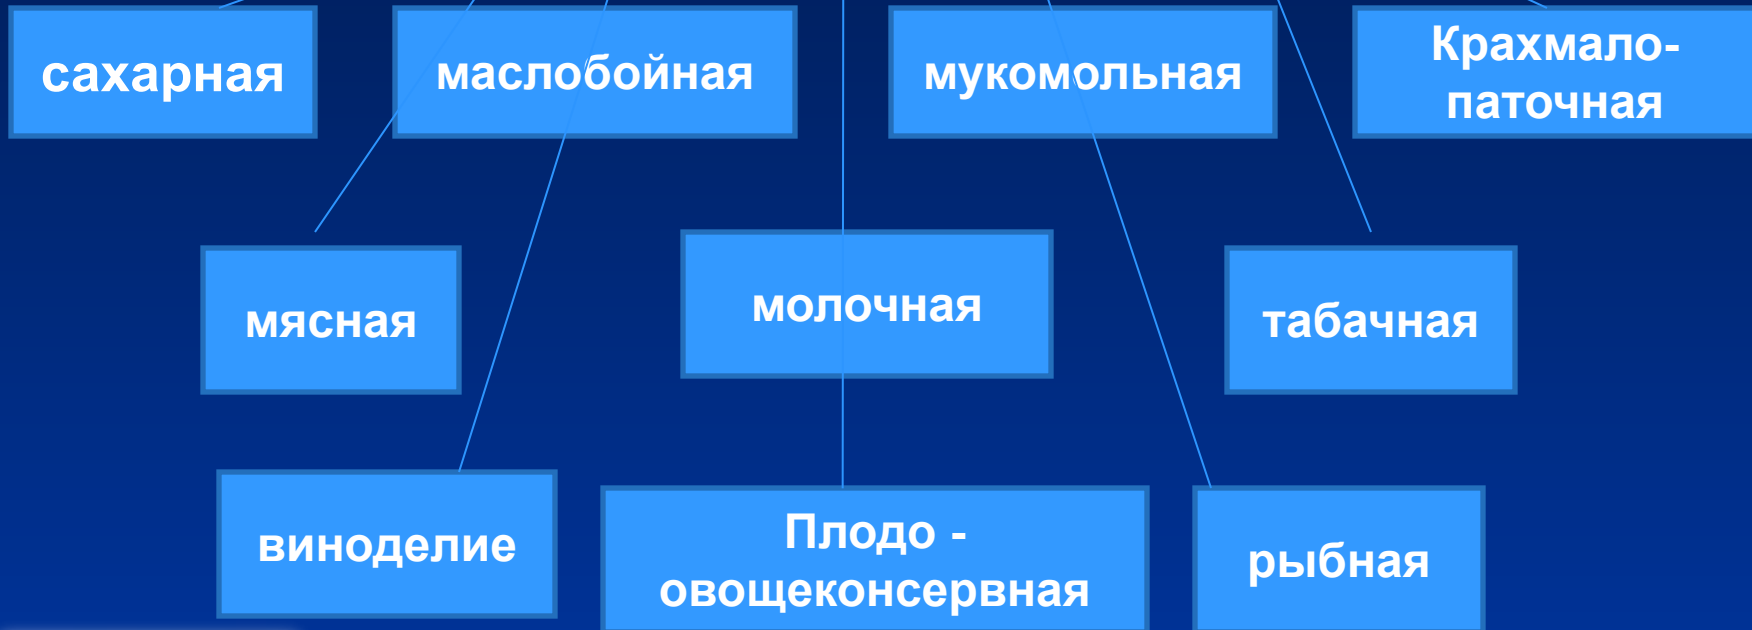 сахарная
маслобойная
мукомольная
Крахмало-
паточная
мясная
молочная
табачная
виноделие
Плодо -
овощеконсервная
рыбная